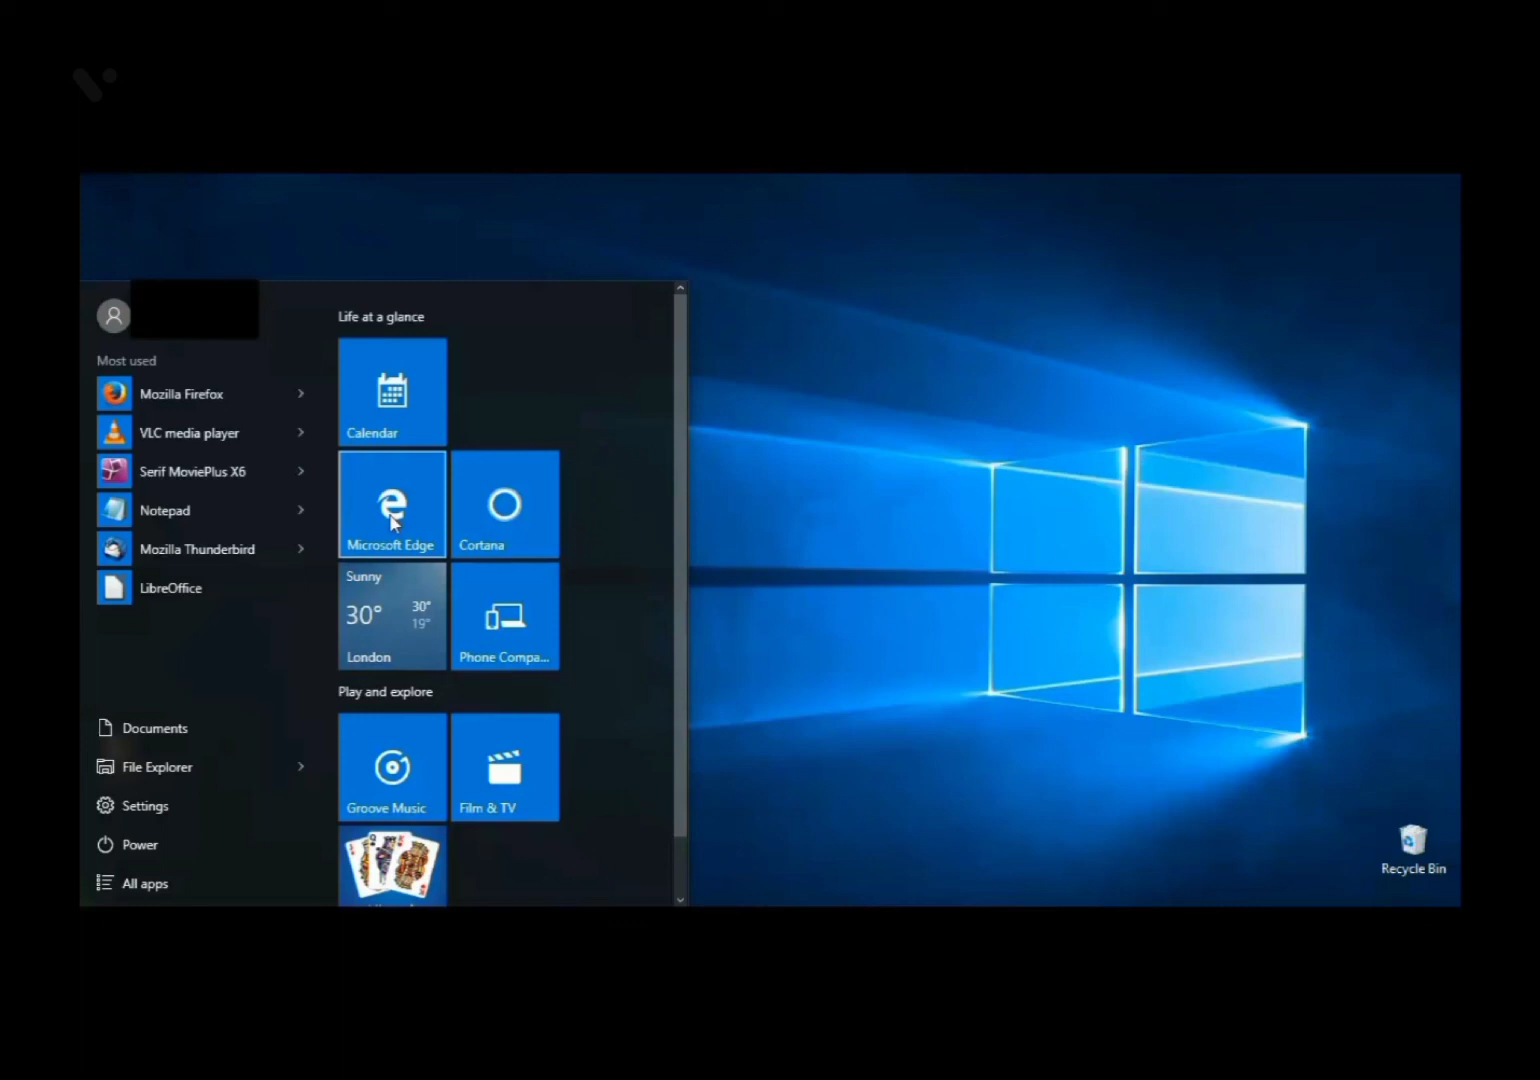 Most used
Mozilla Firefox
VLC media player
Serif MoviePlus X6
Notepad
Mozilla Thunderbird
LibreOffice
Documents
File Explorer
Settings
Power
All apps
Life at a glance
Calendar
Microsoft Edge
Cortana
Sunny
30°
30°
19°
London
Phone Compa...
Play and explore
Groove Music
Film & TV
Recycle Bin